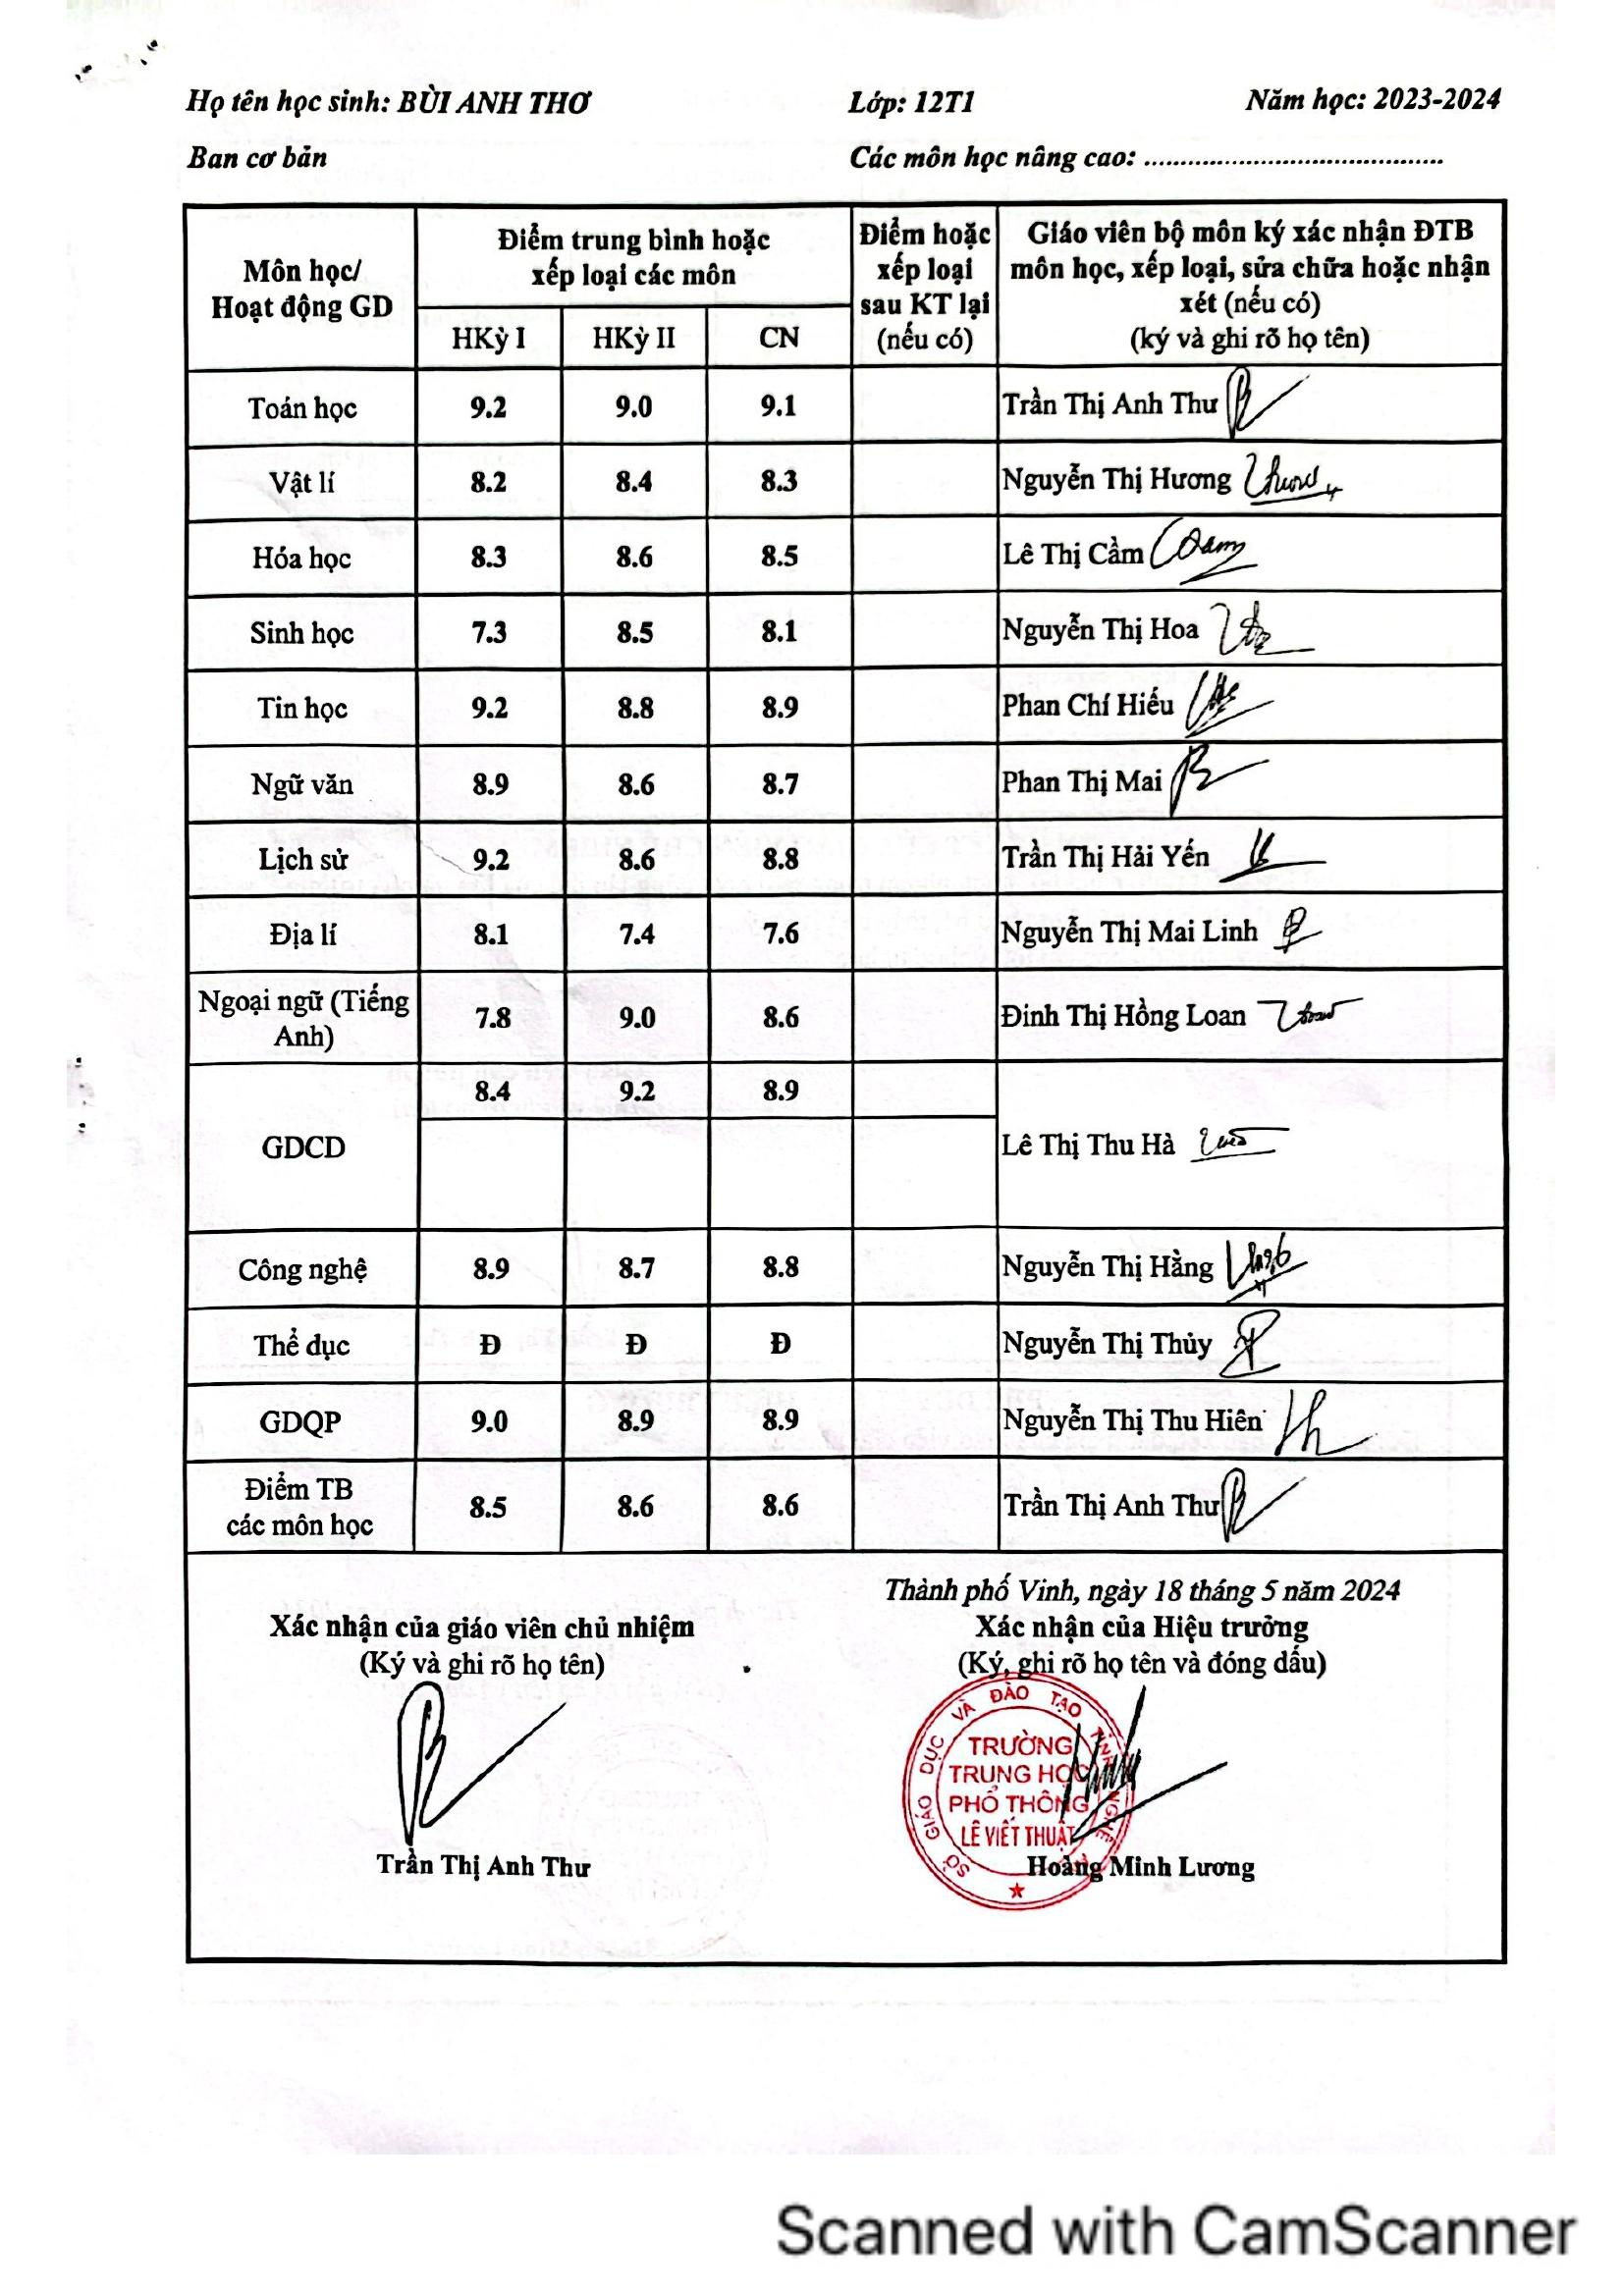 Họ tên học sinh: BÙI ANH THƠ Lớp: 12T1 Năm học: 2023-2024
Ban cơ bản Các môn học nâng cao: ..........................................
Môn học/ Hoạt động GD Điểm trung bình hoặc xếp loại các môn Điểm hoặc xếp loại sau KT lại (nếu có) Giáo viên bộ môn ký xác nhận ĐTB môn học, xếp loại, sửa chữa hoặc nhận xét (nếu có) (ký và ghi rõ họ tên)
HKỳ I HKỳ II CN
Toán học 9.2 9.0 9.1 Trần Thị Anh Thư
Vật lí 8.2 8.4 8.3 Nguyễn Thị Hương
Hóa học 8.3 8.6 8.5 Lê Thị Cầm
Sinh học 7.3 8.5 8.1 Nguyễn Thị Hoa
Tin học 9.2 8.8 8.9 Phan Chí Hiếu
Ngữ văn 8.9 8.6 8.7 Phan Thị Mai
Lịch sử 9.2 8.6 8.8 Trần Thị Hải Yến
Địa lí 8.1 7.4 7.6 Nguyễn Thị Mai Linh
Ngoại ngữ (Tiếng Anh) 7.8 9.0 8.6 Đinh Thị Hồng Loan
GDCD 8.4 9.2 8.9 Lê Thị Thu Hà
Công nghệ 8.9 8.7 8.8 Nguyễn Thị Hằng
Thể dục Đ Đ Đ Nguyễn Thị Thủy
GDQP 9.0 8.9 8.9 Nguyễn Thị Thu Hiên
Điểm TB các môn học 8.5 8.6 8.6 Trần Thị Anh Thư
Thành phố Vinh, ngày 18 tháng 5 năm 2024
Xác nhận của giáo viên chủ nhiệm Xác nhận của Hiệu trưởng
(Ký và ghi rõ họ tên) (Ký, ghi rõ họ tên và đóng dấu)
SỞ GIÁO DỤC VÀ ĐÀO TẠO TỈNH NGHỆ
TRƯỜNG
TRUNG HỌC
PHỔ THÔNG
LÊ VIẾT THUẬT
Trần Thị Anh Thư Hoàng Minh Lương
Scanned with CamScanner